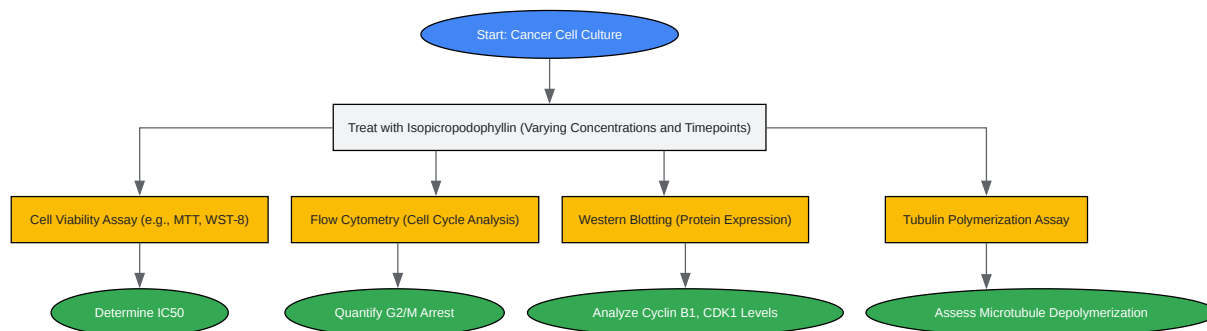 Start: Cancer Cell Culture
Treat with Isopicropodophyllin (Varying Concentrations and Timepoints)
Cell Viability Assay (e.g., MTT, WST-8)
Flow Cytometry (Cell Cycle Analysis)
Western Blotting (Protein Expression)
Tubulin Polymerization Assay
Determine IC50
Quantify G2/M Arrest
Analyze Cyclin B1, CDK1 Levels
Assess Microtubule Depolymerization